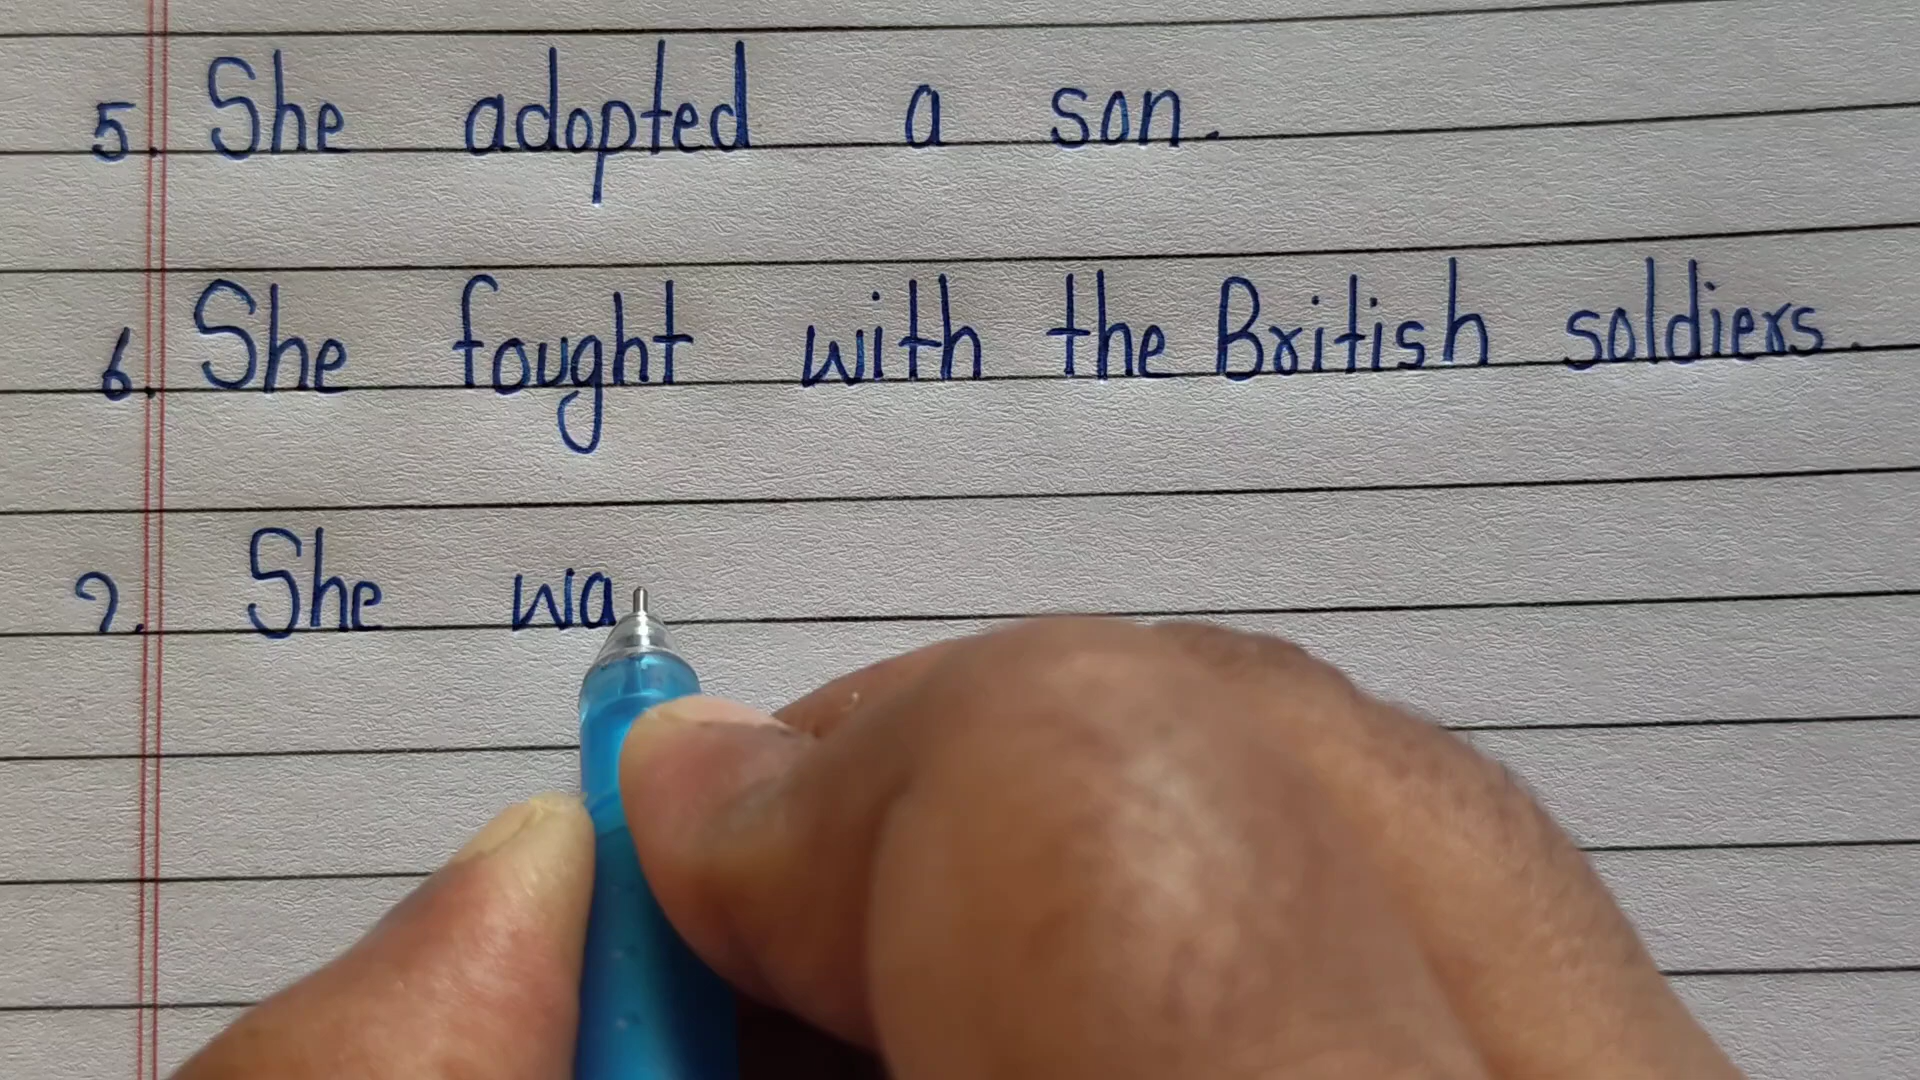 5. She adopted a son.
6. She fought with the British soldiers.
7. She wa